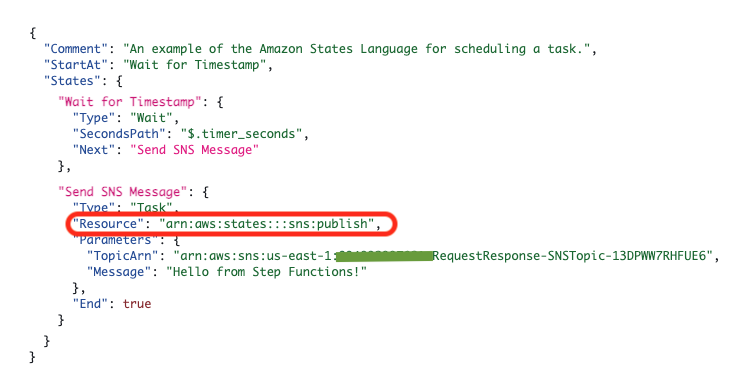 {
"Comment": "An example of the Amazon States Language for scheduling a task.",
"StartAt": "Wait for Timestamp",
"States": {
"Wait for Timestamp": {
"Type": "Wait",
"SecondsPath": "$.timer_seconds",
"Next": "Send SNS Message"
},
"Send SNS Message": {
"Type": "Task",
"Resource": "arn:aws:states:::sns:publish",
"Parameters": {
"TopicArn": "arn:aws:sns:us-east-1: RequestResponse-SNSTopic-13DPWW7RHFUE6",
"Message": "Hello from Step Functions!"
},
"End": true
}
}
}